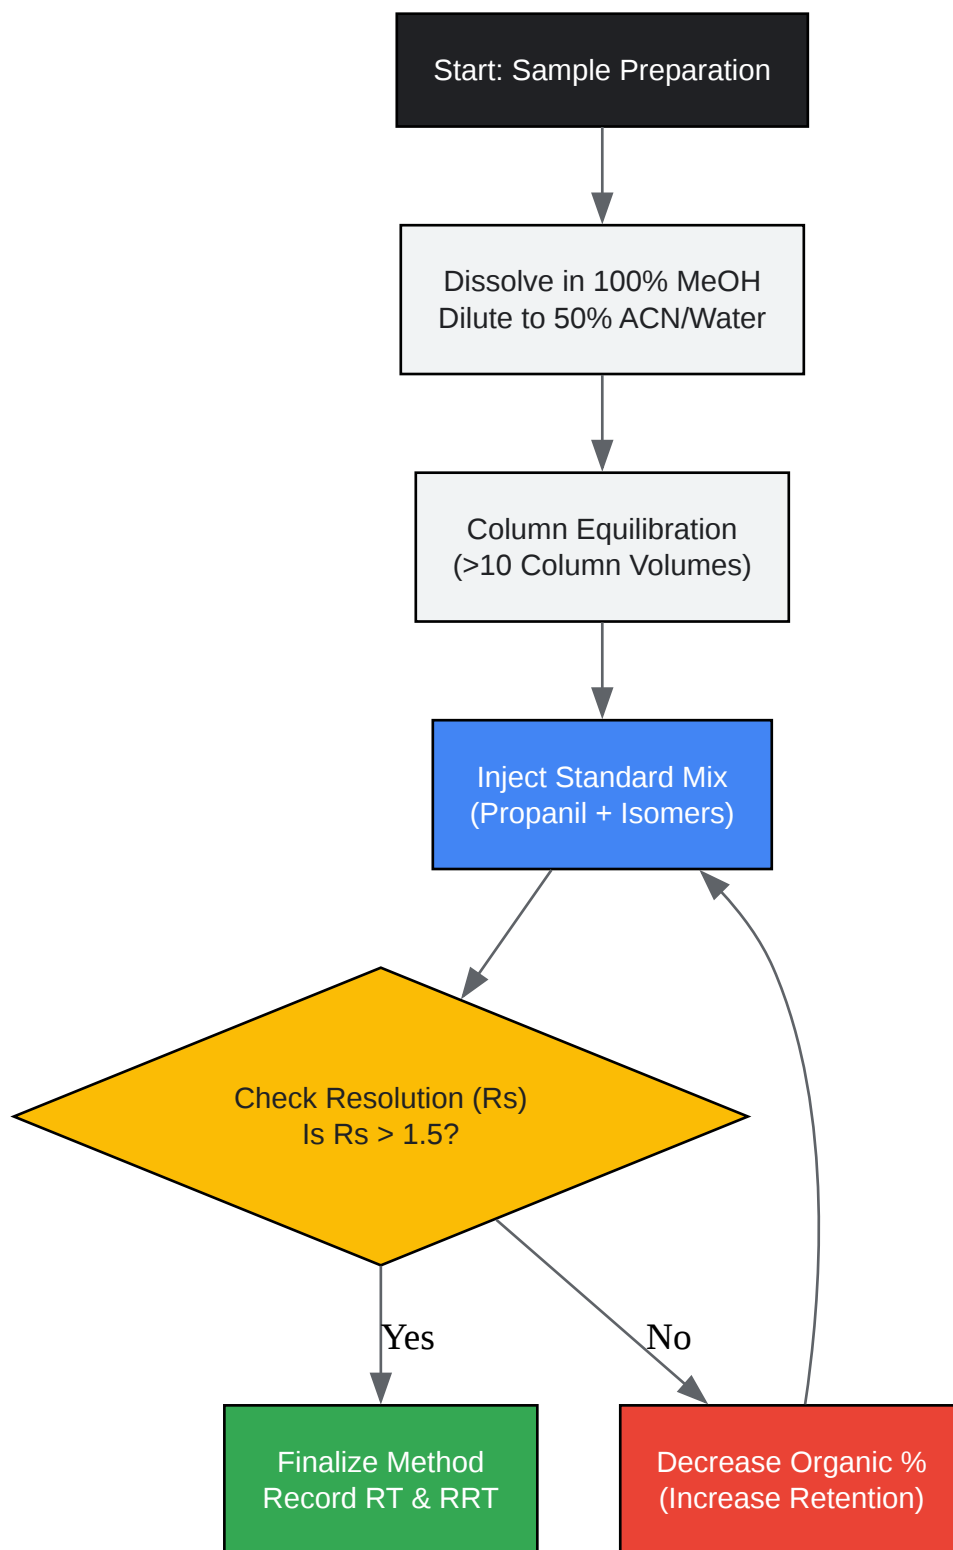 Start: Sample Preparation
Dissolve in 100% MeOH
Dilute to 50% ACN/Water
Column Equilibration
(>10 Column Volumes)
Inject Standard Mix
(Propanil + Isomers)
Check Resolution (Rs)
Is Rs > 1.5?
Yes
No
Finalize Method
Record RT & RRT
Decrease Organic %
(Increase Retention)